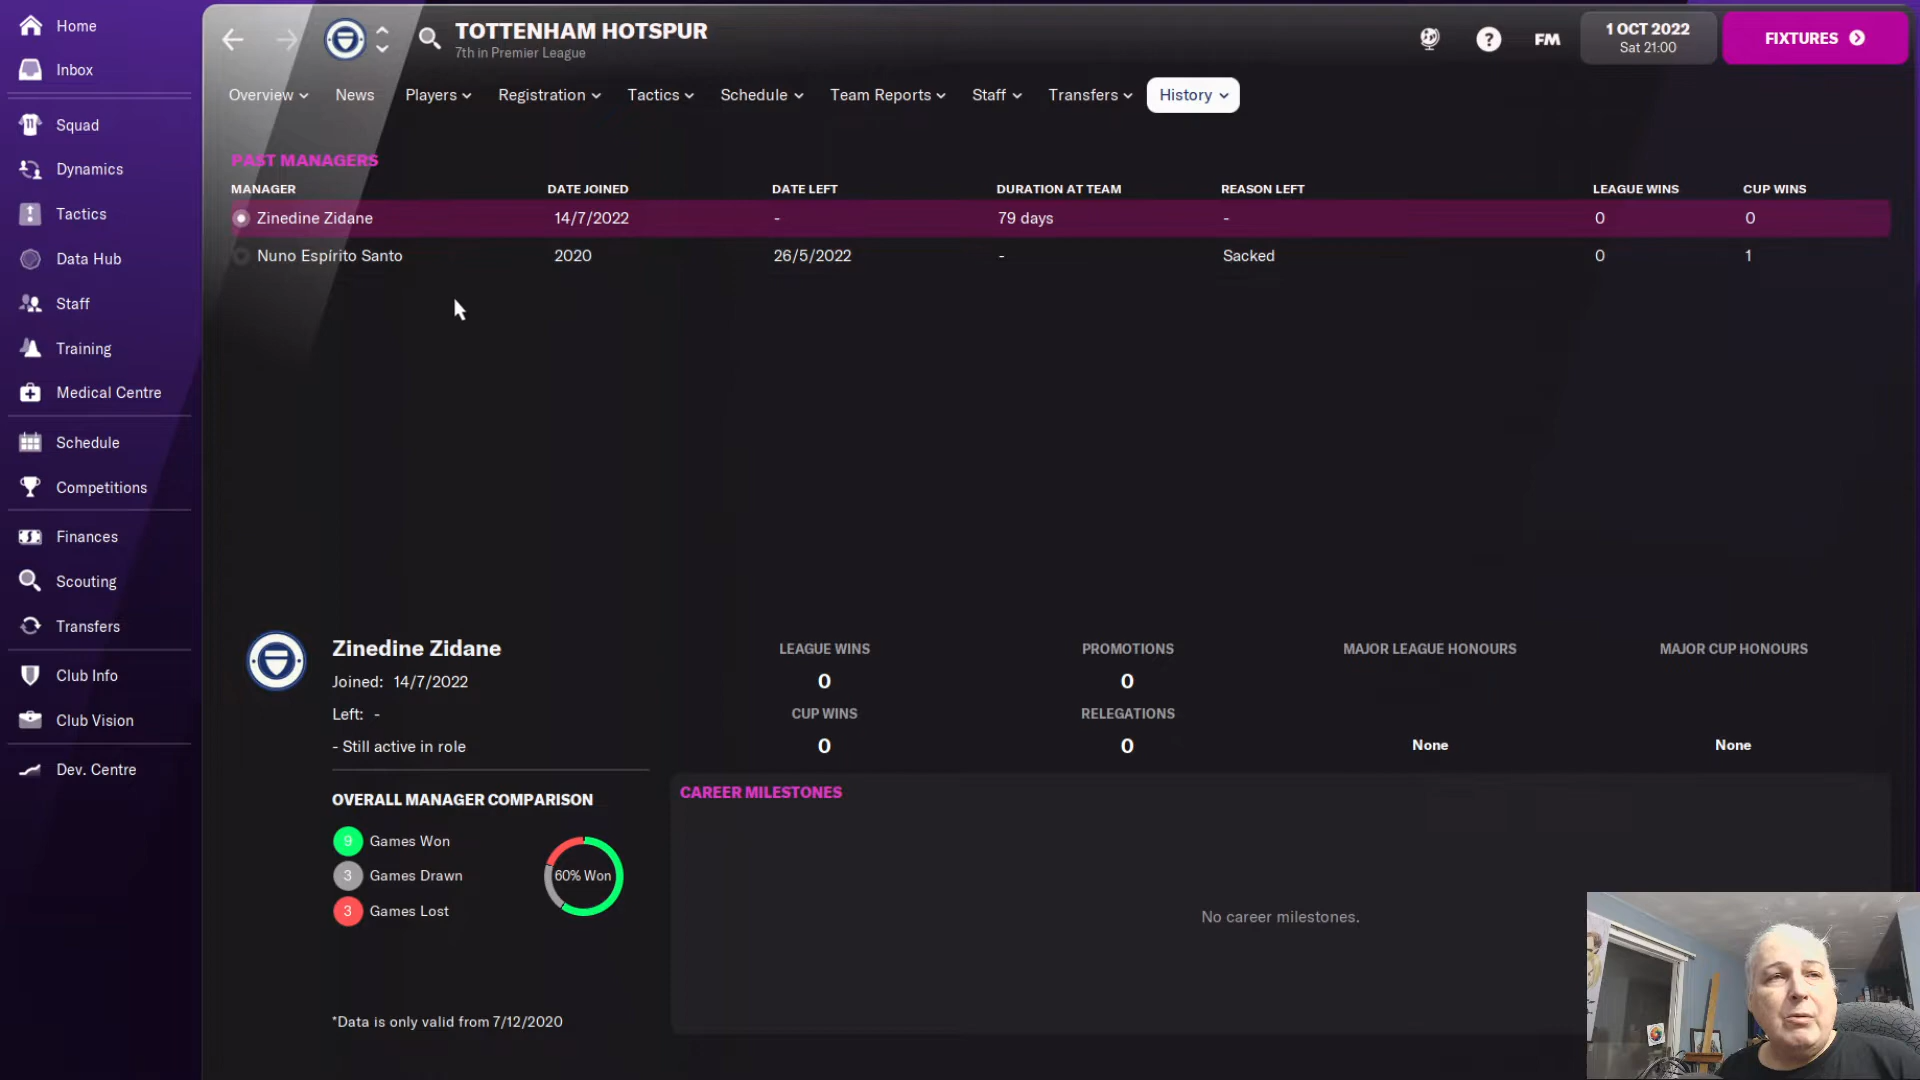 Home
Inbox
Squad
Dynamics
Tactics
Data Hub
Staff
Training
Medical Centre
Schedule
Competitions
Finances
Scouting
Transfers
Club Info
Club Vision
Dev. Centre
TOTTENHAM HOTSPUR
7th in Premier League
?
FM
1 OCT 2022
Sat 21:00
FIXTURES
Overview News Players Registration Tactics Schedule Team Reports Staff Transfers History
PAST MANAGERS
MANAGER DATE JOINED DATE LEFT DURATION AT TEAM REASON LEFT LEAGUE WINS CUP WINS
Zinedine Zidane 14/7/2022 - 79 days - 0 0
Nuno Espírito Santo 2020 26/5/2022 - Sacked 0 1
Zinedine Zidane
Joined: 14/7/2022
Left: -
- Still active in role
LEAGUE WINS PROMOTIONS MAJOR LEAGUE HONOURS MAJOR CUP HONOURS
0 0
CUP WINS RELEGATIONS
0 0 None None
OVERALL MANAGER COMPARISON
9 Games Won
3 Games Drawn
3 Games Lost
60% Won
*Data is only valid from 7/12/2020
CAREER MILESTONES
No career milestones.